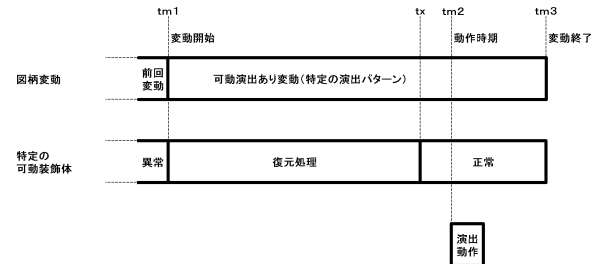 tm1
tx
tm2
tm3
変動開始
動作時期
変動終了
図柄変動
前回
変動
可動演出あり変動(特定の演出パターン)
特定の
可動装飾体
異常
復元処理
正常
演出
動作